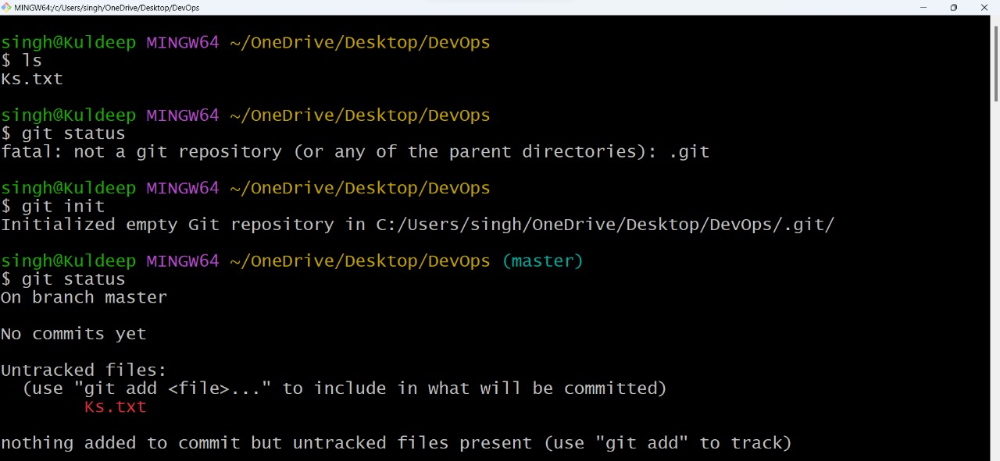 MINGW64:/c/Users/singh/OneDrive/Desktop/DevOps
singh@Kuldeep MINGW64 ~/OneDrive/Desktop/DevOps
$ ls
Ks.txt
singh@Kuldeep MINGW64 ~/OneDrive/Desktop/DevOps
$ git status
fatal: not a git repository (or any of the parent directories): .git
singh@Kuldeep MINGW64 ~/OneDrive/Desktop/DevOps
$ git init
Initialized empty Git repository in C:/Users/singh/OneDrive/Desktop/DevOps/.git/
singh@Kuldeep MINGW64 ~/OneDrive/Desktop/DevOps (master)
$ git status
On branch master
No commits yet
Untracked files:
  (use "git add <file>..." to include in what will be committed)
        Ks.txt
nothing added to commit but untracked files present (use "git add" to track)